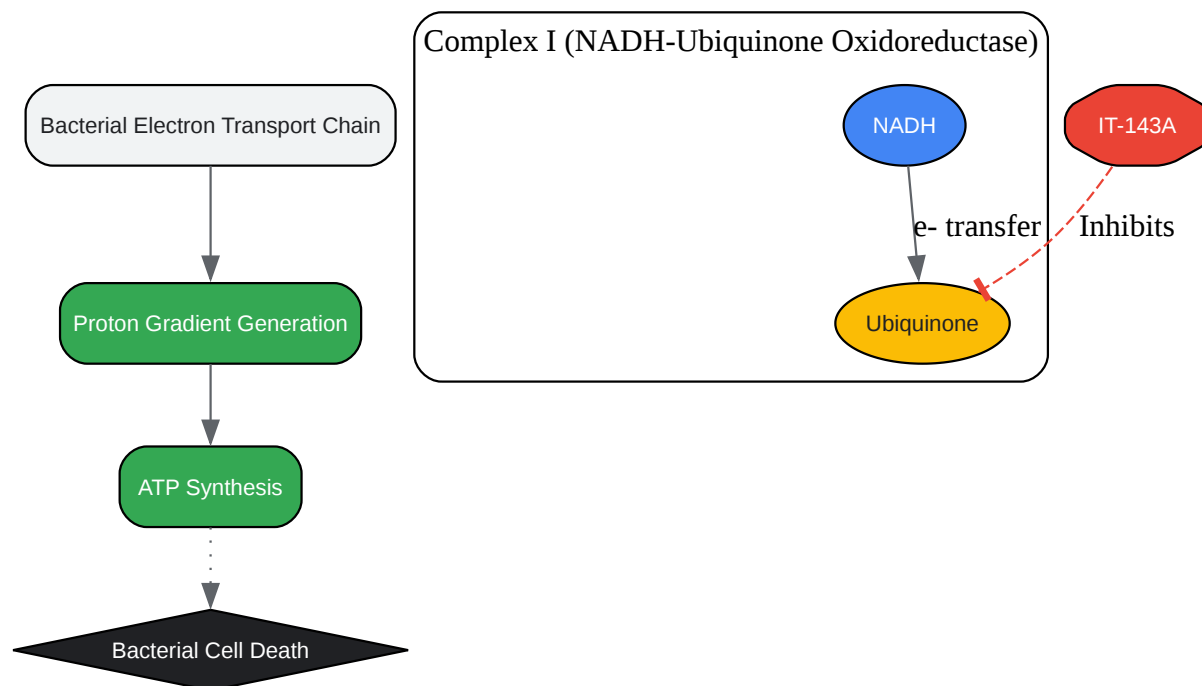 Complex I (NADH-Ubiquinone Oxidoreductase)
Bacterial Electron Transport Chain
NADH
IT-143A
e- transfer
Inhibits
Proton Gradient Generation
Ubiquinone
ATP Synthesis
Bacterial Cell Death